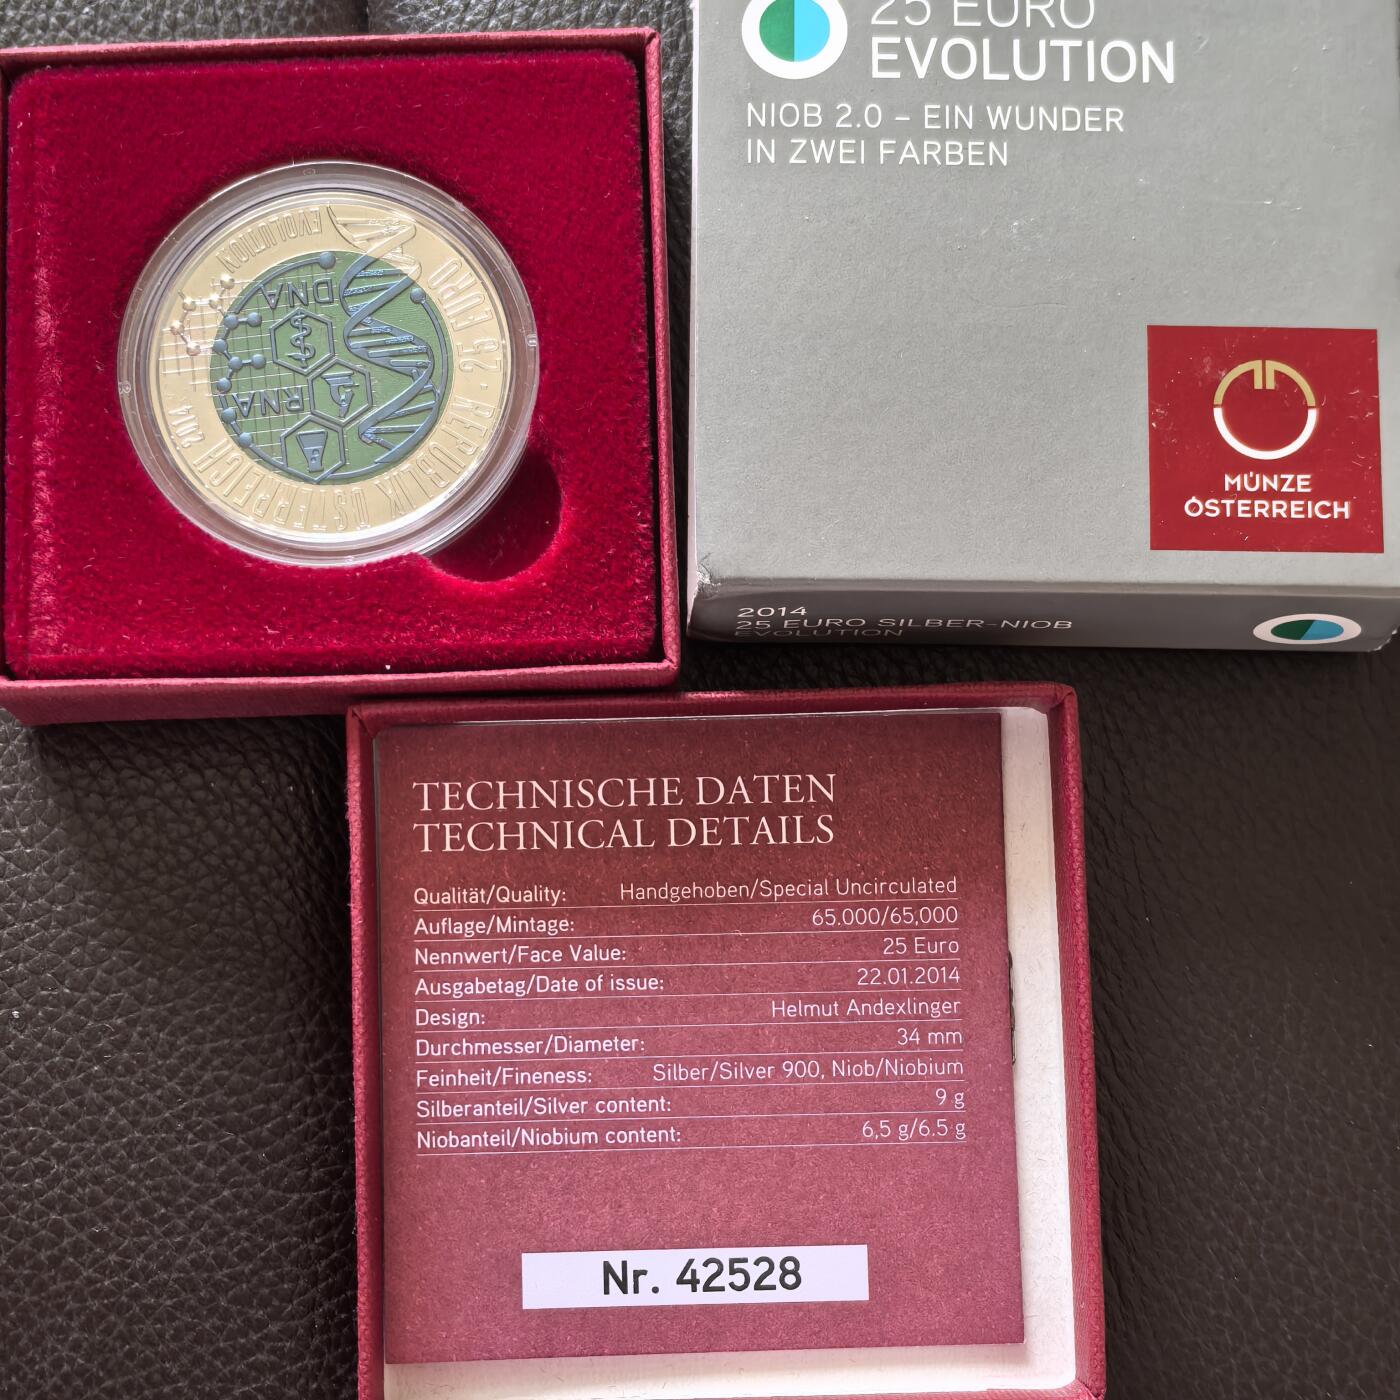 25 EURO
EVOLUTION
NIOB 2.0 – EIN WUNDER
IN ZWEI FARBEN
MÜNZE
ÖSTERREICH
2014
25 EURO SILBER-NIOB
EVOLUTION
25 EURO · REPUBLIK ÖSTERREICH 2014
EVOLUTION
DNA
RNA
TECHNISCHE DATEN
TECHNICAL DETAILS
Qualität/Quality: Handgehoben/Special Uncirculated
Auflage/Mintage: 65.000/65,000
Nennwert/Face Value: 25 Euro
Ausgabetag/Date of issue: 22.01.2014
Design: Helmut Andexlinger
Durchmesser/Diameter: 34 mm
Feinheit/Fineness: Silber/Silver 900, Niob/Niobium
Silberanteil/Silver content: 9 g
Niobanteil/Niobium content: 6,5 g/6.5 g
Nr. 42528